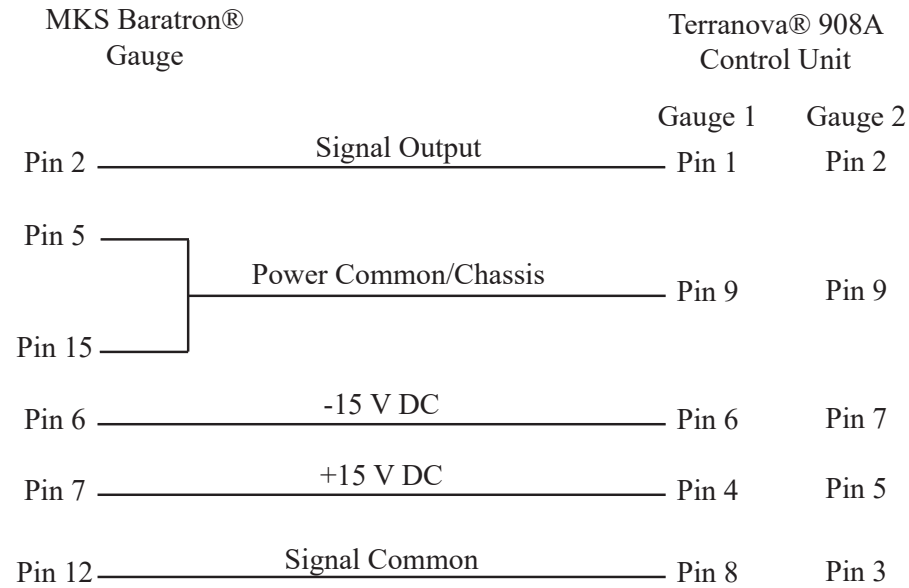 MKS Baratron®
Gauge
Terranova® 908A
Control Unit
Gauge 1 Gauge 2
Pin 2 Signal Output Pin 1 Pin 2
Pin 5
Power Common/Chassis Pin 9 Pin 9
Pin 15
Pin 6 -15 V DC Pin 6 Pin 7
Pin 7 +15 V DC Pin 4 Pin 5
Pin 12 Signal Common Pin 8 Pin 3